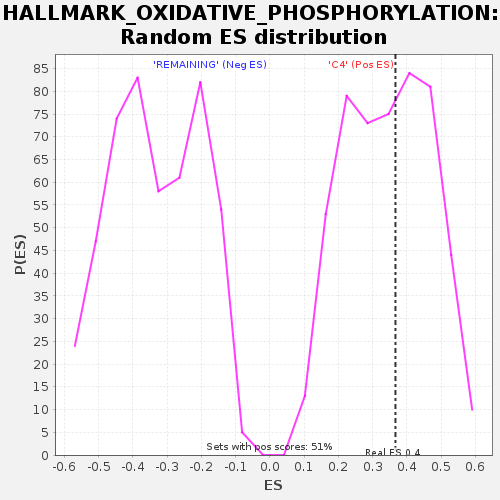 HALLMARK_OXIDATIVE_PHOSPHORYLATION:
Random ES distribution
'REMAINING' (Neg ES)
'C4' (Pos ES)
P(ES)
85
80
75
70
65
60
55
50
45
40
35
30
25
20
15
10
5
0
Sets with pos scores: 51%
Real ES 0.4
-0.6 -0.5 -0.4 -0.3 -0.2 -0.1 0.0 0.1 0.2 0.3 0.4 0.5 0.6
ES